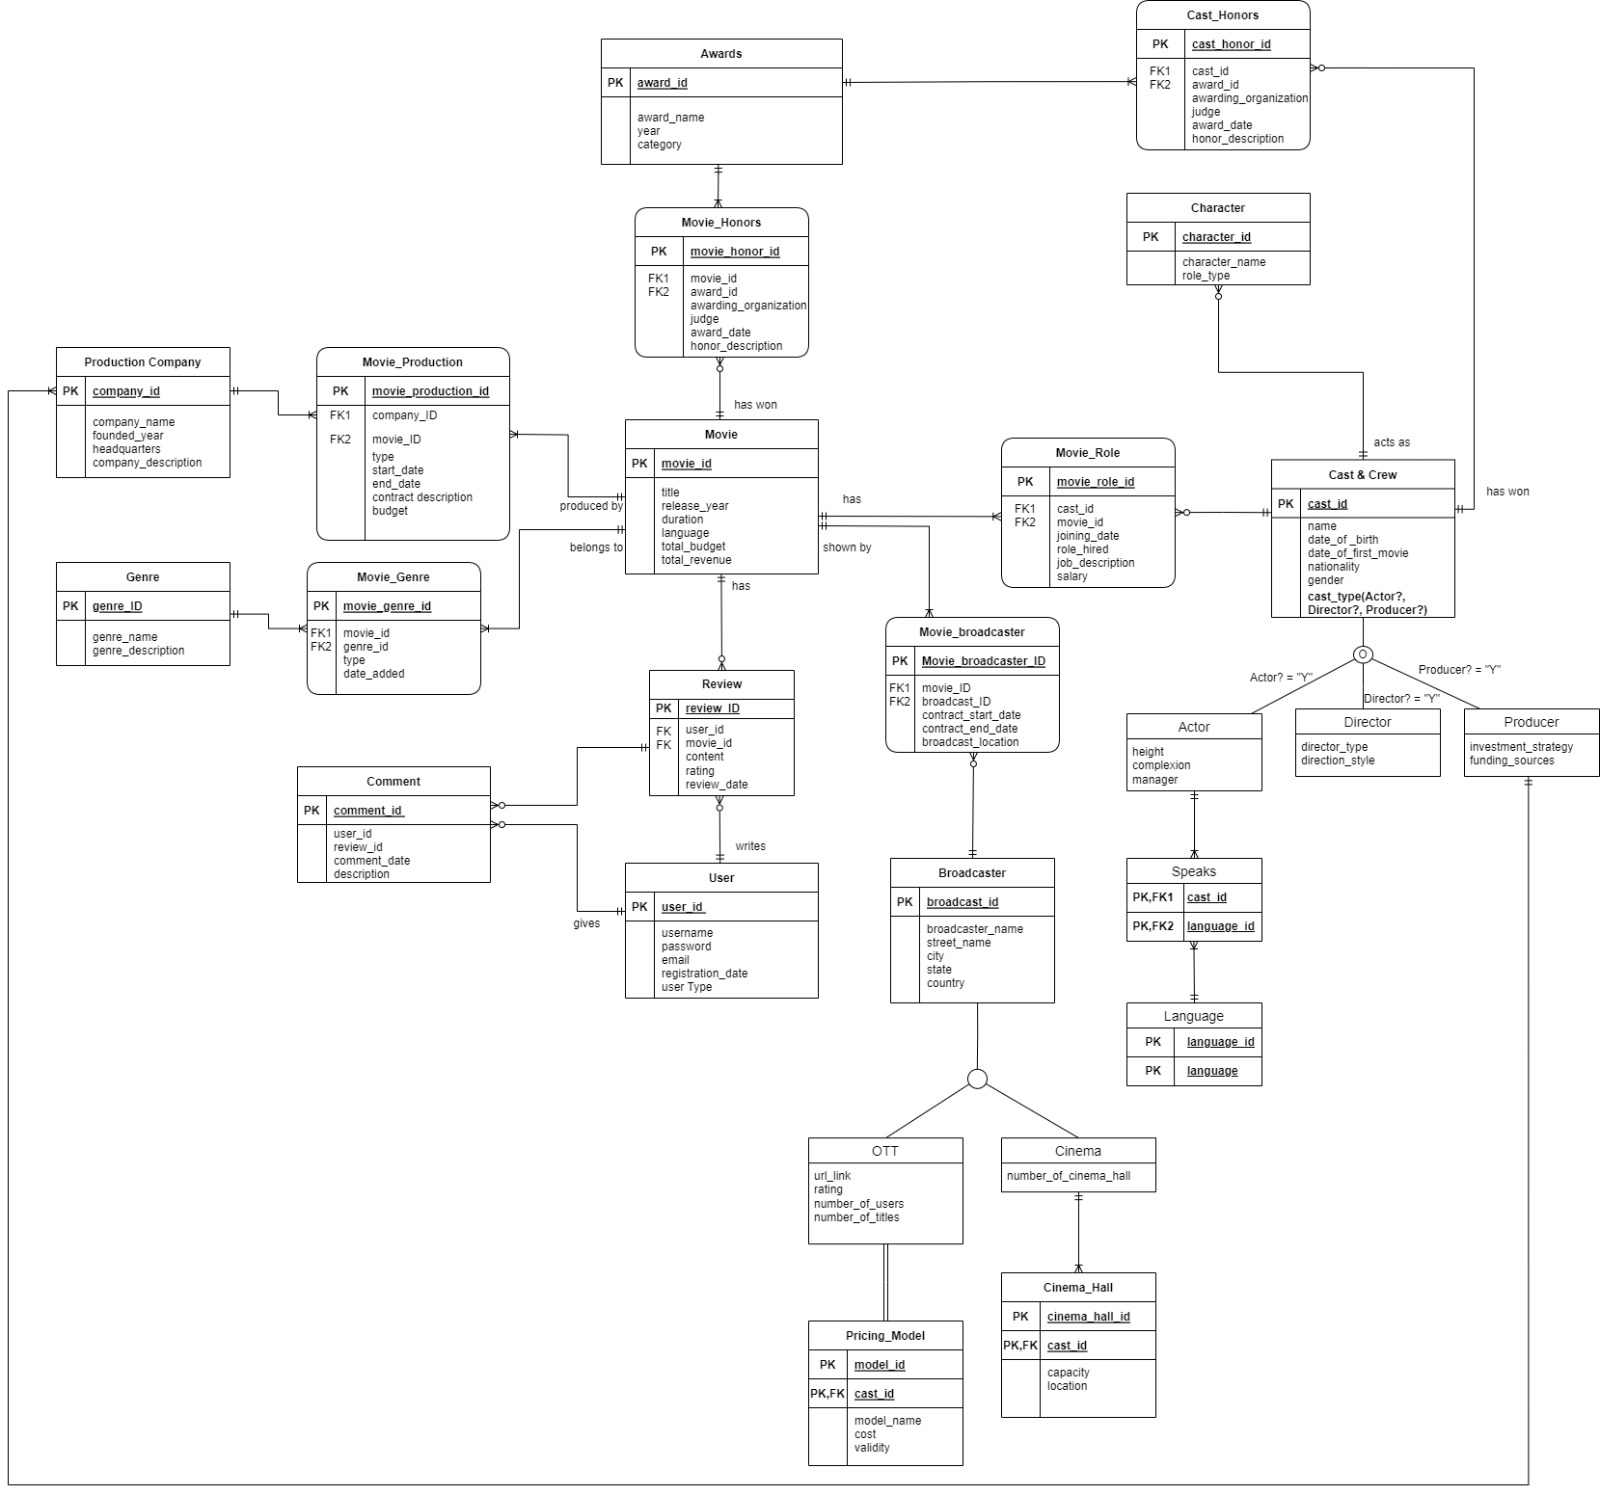 Cast_Honors
PK cast_honor_id
FK1 cast_id
FK2 award_id
awarding_organization
judge
award_date
honor_description
Awards
PK award_id
award_name
year
category
Character
PK character_id
character_name
role_type
Movie_Honors
PK movie_honor_id
FK1 movie_id
FK2 award_id
awarding_organization
judge
award_date
honor_description
Production Company
PK company_id
company_name
founded_year
headquarters
company_description
Movie_Production
PK movie_production_id
FK1 company_ID
FK2 movie_ID
type
start_date
end_date
contract description
budget
has won
Movie
PK movie_id
title
release_year
duration
language
total_budget
total_revenue
produced by
belongs to
has
shown by
has
Movie_Role
PK movie_role_id
FK1 cast_id
FK2 movie_id
joining_date
role_hired
job_description
salary
acts as
Cast & Crew
PK cast_id
name
date_of _birth
date_of_first_movie
nationality
gender
cast_type(Actor?,
Director?, Producer?)
has won
Genre
PK genre_ID
genre_name
genre_description
Movie_Genre
PK movie_genre_id
FK1 movie_id
FK2 genre_id
type
date_added
Movie_broadcaster
PK Movie_broadcaster_ID
FK1 movie_ID
FK2 broadcast_ID
contract_start_date
contract_end_date
broadcast_location
O
Actor? = "Y"
Director? = "Y"
Producer? = "Y"
Review
PK review_ID
FK user_id
FK movie_id
content
rating
review_date
Actor
height
complexion
manager
Director
director_type
direction_style
Producer
investment_strategy
funding_sources
Comment
PK comment_id
user_id
review_id
comment_date
description
writes
gives
User
PK user_id
username
password
email
registration_date
user Type
Broadcaster
PK broadcast_id
broadcaster_name
street_name
city
state
country
Speaks
PK,FK1 cast_id
PK,FK2 language_id
Language
PK language_id
PK language
OTT
url_link
rating
number_of_users
number_of_titles
Cinema
number_of_cinema_hall
Cinema_Hall
PK cinema_hall_id
PK,FK cast_id
capacity
location
Pricing_Model
PK model_id
PK,FK cast_id
model_name
cost
validity